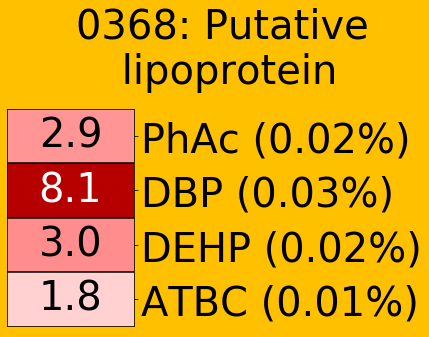 0368: Putative
lipoprotein
2.9 PhAc (0.02%)
8.1 DBP (0.03%)
3.0 DEHP (0.02%)
1.8 ATBC (0.01%)